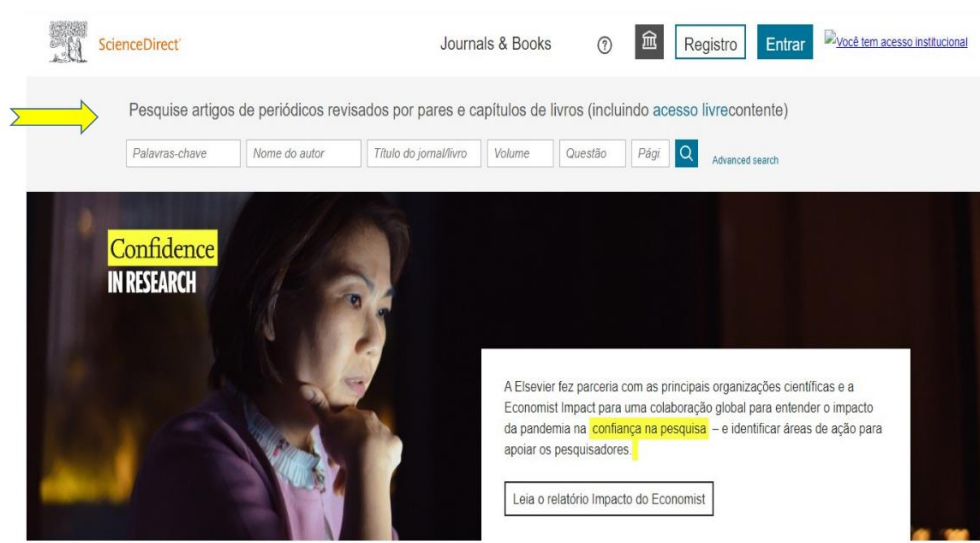 ScienceDirect®
Journals & Books
?
Registro
Entrar
Você tem acesso institucional
Pesquise artigos de periódicos revisados por pares e capítulos de livros (incluindo acesso livrecontente)
Palavras-chave
Nome do autor
Título do jornal/livro
Volume
Questão
Pági
Advanced search
Confidence
IN RESEARCH
A Elsevier fez parceria com as principais organizações científicas e a
Economist Impact para uma colaboração global para entender o impacto
da pandemia na confiança na pesquisa – e identificar áreas de ação para
apoiar os pesquisadores.
Leia o relatório Impacto do Economist